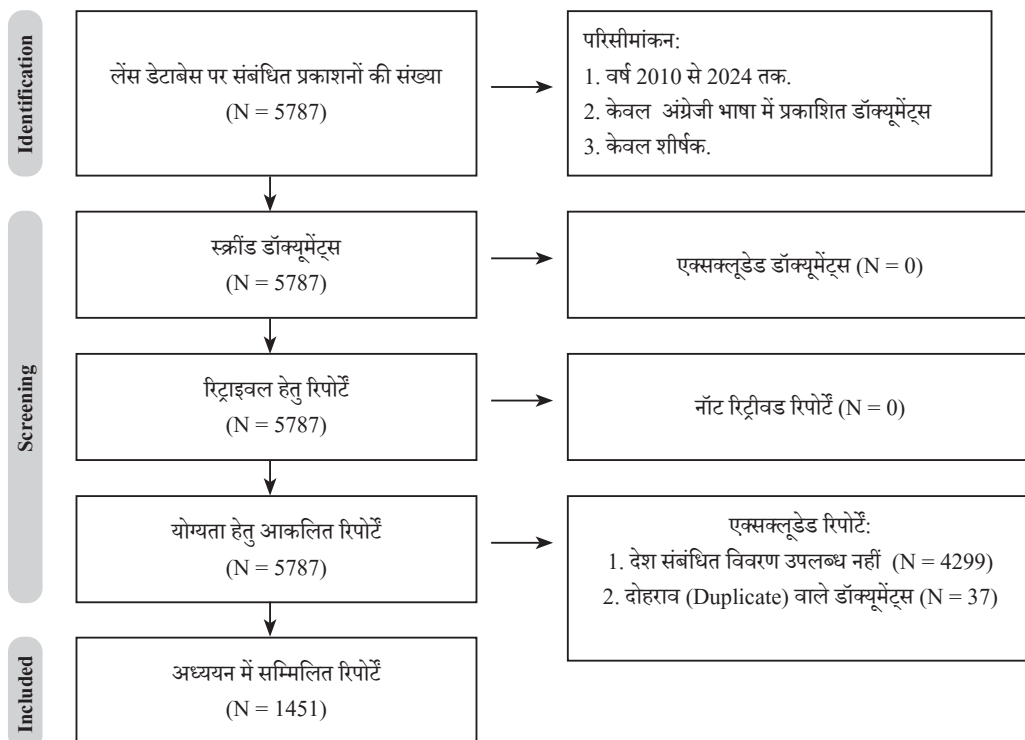 Identification
लेंस डेटाबेस पर संबंधित प्रकाशनों की संख्या
(N = 5787)
परिसीमांकन:
1. वर्ष 2010 से 2024 तक.
2. केवल अंग्रेजी भाषा में प्रकाशित डॉक्यूमेंट्स
3. केवल शीर्षक.
Screening
स्क्रींड डॉक्यूमेंट्स
(N = 5787)
एक्सक्लूडेड डॉक्यूमेंट्स (N = 0)
रिट्राइवल हेतु रिपोर्टें
(N = 5787)
नॉट रिट्रीवड रिपोर्टें (N = 0)
योग्यता हेतु आकलित रिपोर्टें
(N = 5787)
एक्सक्लूडेड रिपोर्टें:
1. देश संबंधित विवरण उपलब्ध नहीं (N = 4299)
2. दोहराव (Duplicate) वाले डॉक्यूमेंट्स (N = 37)
Included
अध्ययन में सम्मिलित रिपोर्टें
(N = 1451)